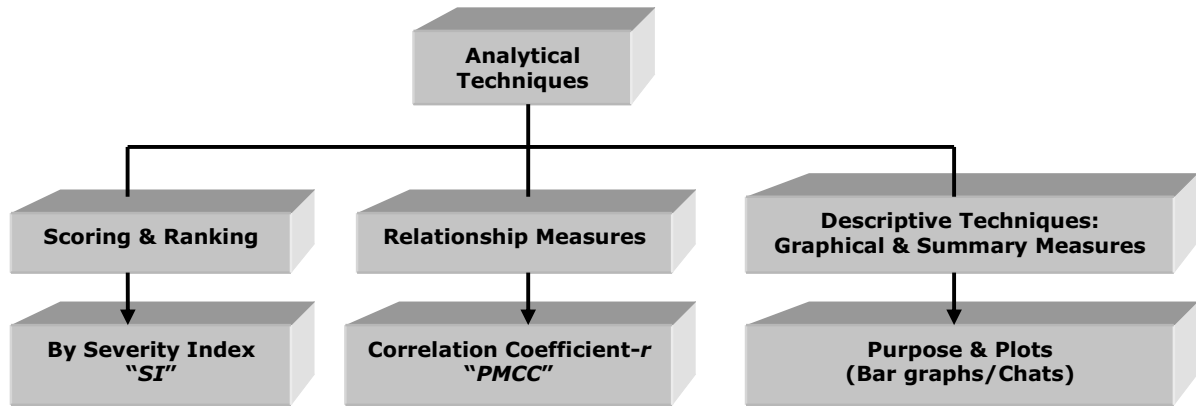 Analytical
Techniques
Scoring & Ranking
Relationship Measures
Descriptive Techniques:
Graphical & Summary Measures
By Severity Index
“SI”
Correlation Coefficient-r
“PMCC”
Purpose & Plots
(Bar graphs/Chats)